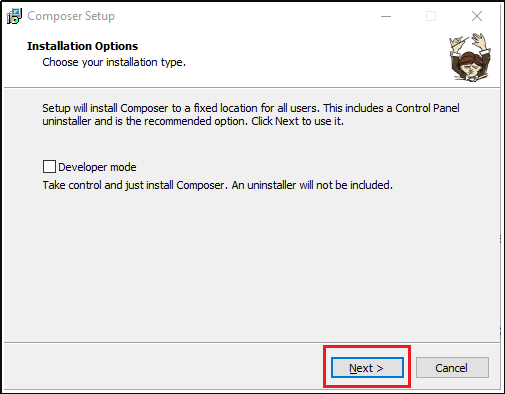 Composer Setup
Installation Options
Choose your installation type.
Setup will install Composer to a fixed location for all users. This includes a Control Panel
uninstaller and is the recommended option. Click Next to use it.
Developer mode
Take control and just install Composer. An uninstaller will not be included.
Next >
Cancel